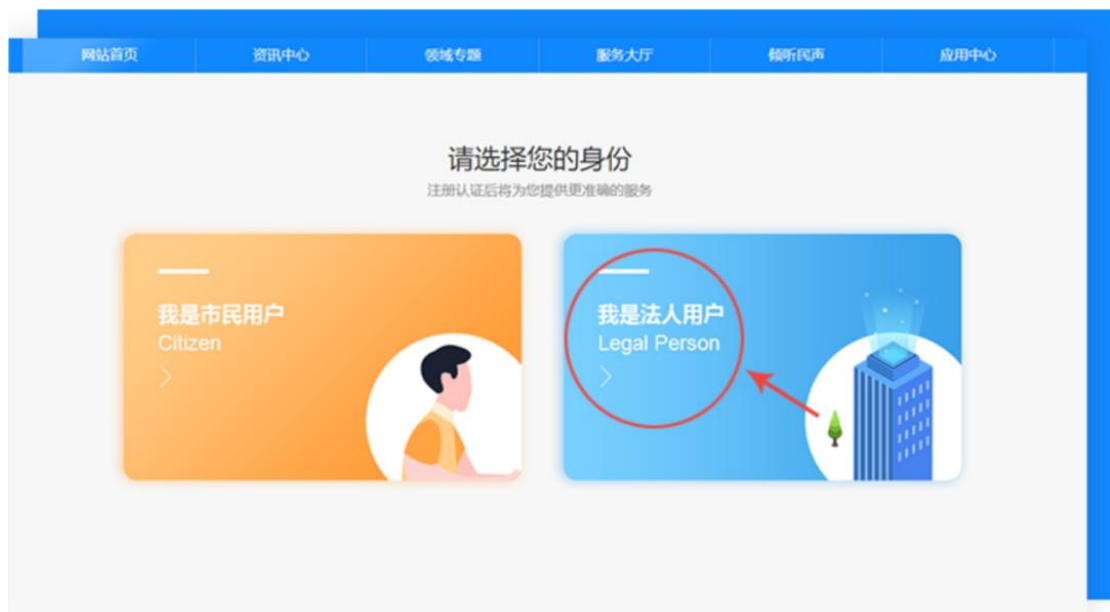 网站首页 资讯中心 领域专题 服务大厅 倾听民声 应用中心
请选择您的身份
注册认证后将为您提供更准确的服务
我是市民用户
Citizen
我是法人用户
Legal Person